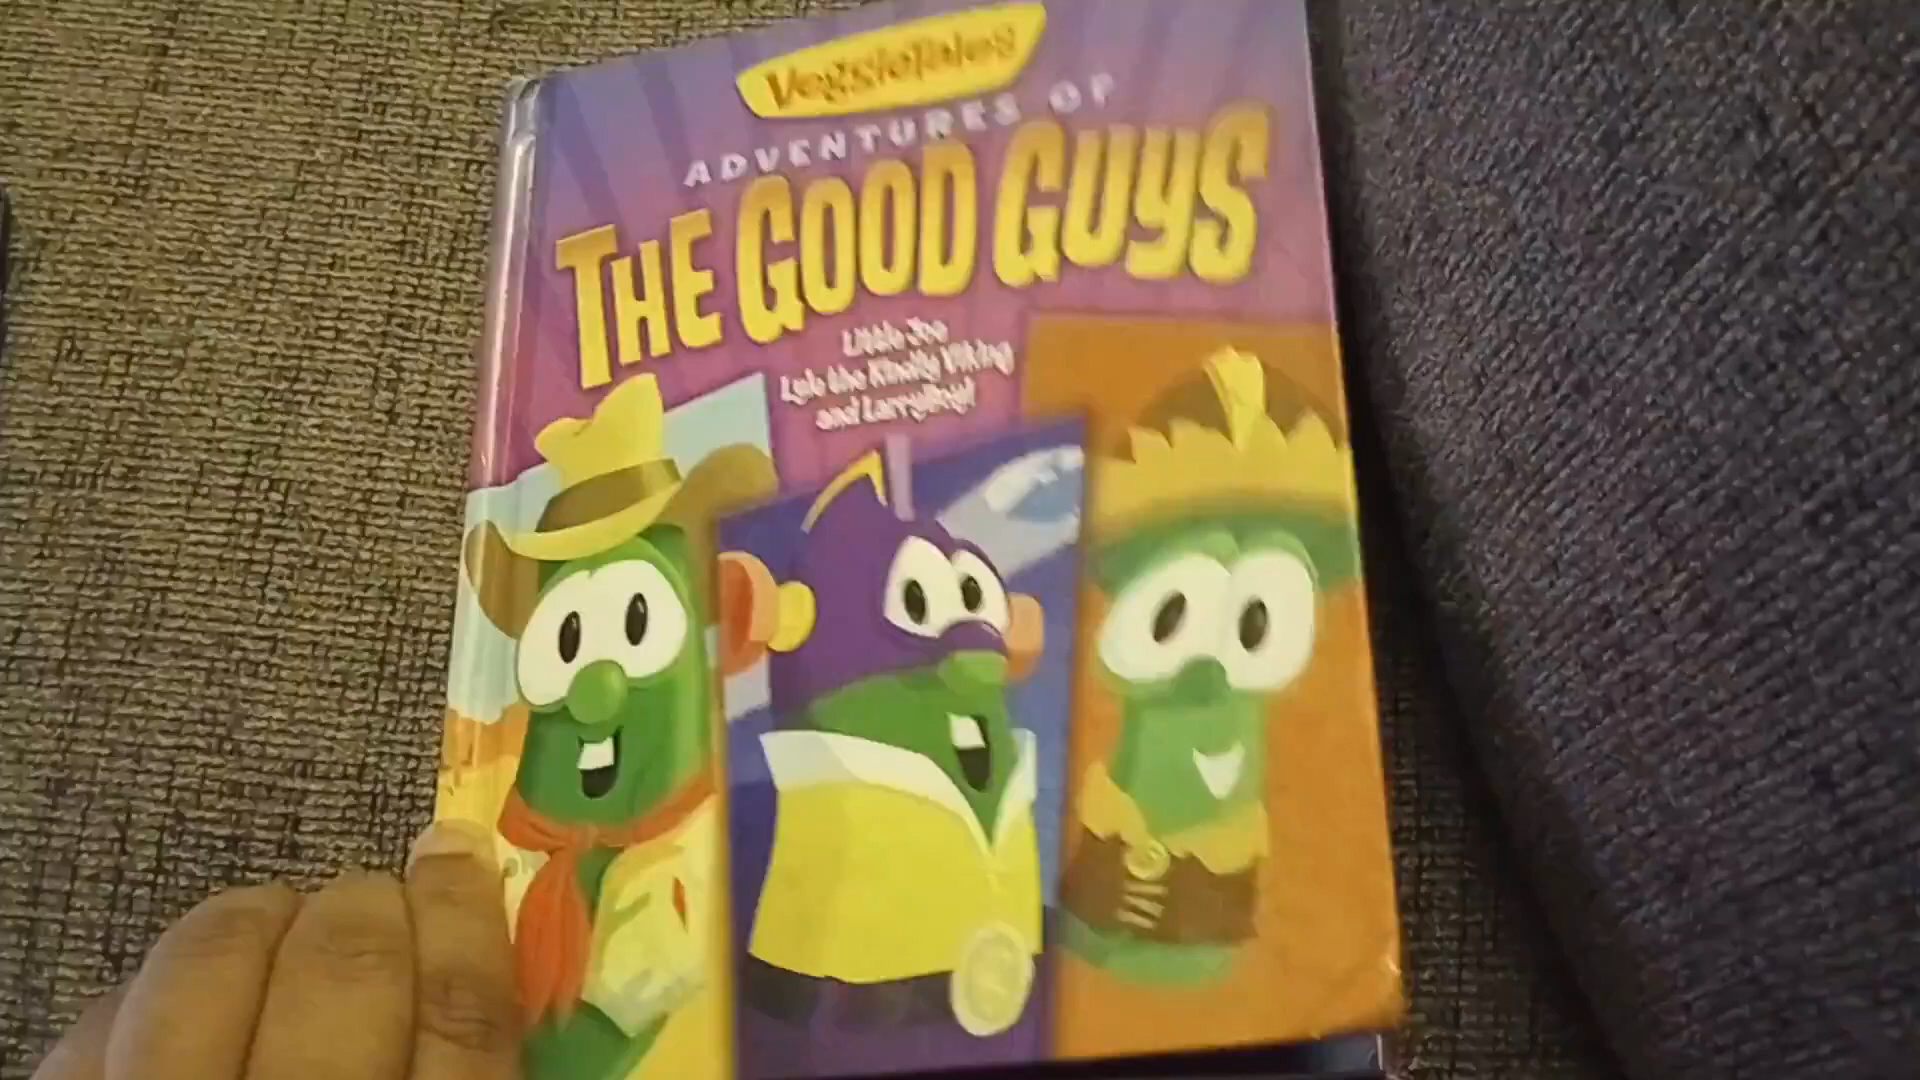 VeggieTales
ADVENTURES OF
THE GOOD GUYS
Little Joe
Lyle the Kindly Viking
and LarryBoy!